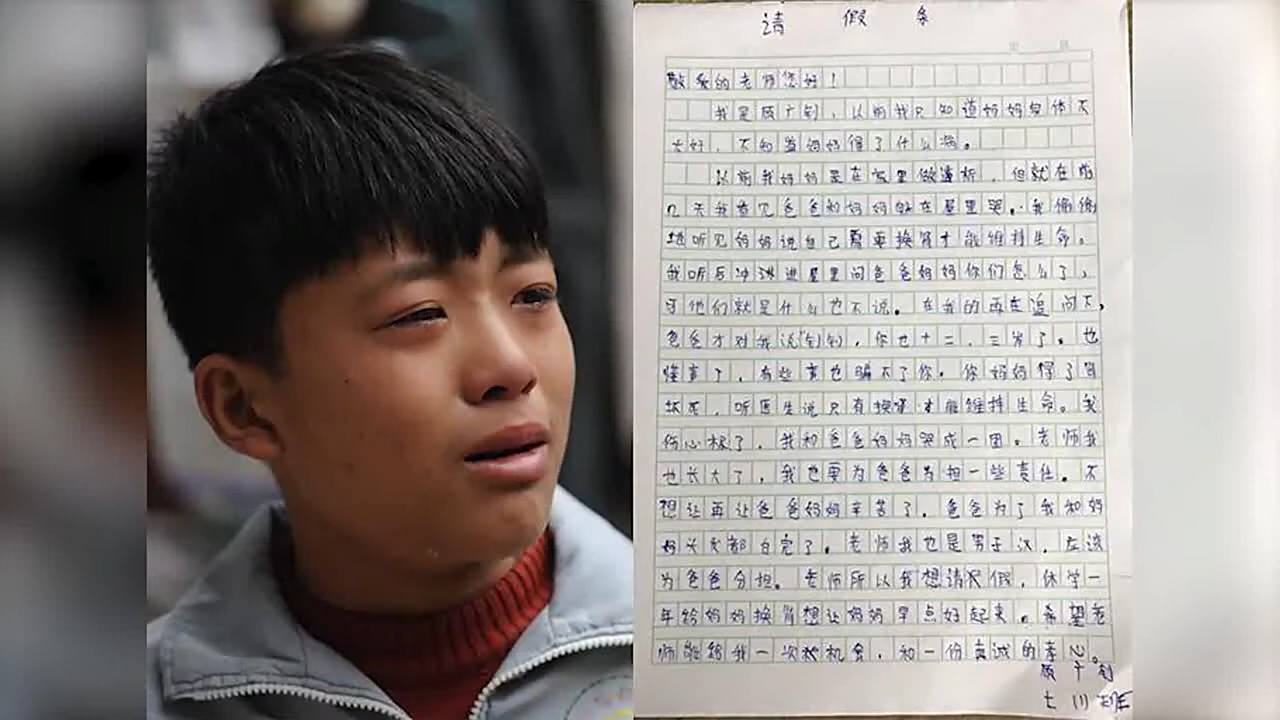 请假条
敬爱的老师您好！
我是 广钊，以前我只知道妈妈身体不
太好，不知道妈妈得了什么病。
以前我妈妈是在家里做透析，但就在前
几天我看见爸爸和妈妈 在屋里哭。我偷偷
地听见妈妈说自己需要换肾才能维持生命。
我听后冲进进屋里问爸爸妈妈你们怎么了，
可他们就是什么也不说。在我的再在追问下，
爸爸才对我说"钊钊，你也十二、三岁了。也
懂事了，有些事也骗不了你。你妈妈得了肾
坏死，听医生说只有换肾才能维持生命。我
伤心极了，我和爸爸妈妈哭成一团。老师我
也长大了，我也要为爸爸承担一些责任。不
想让再让爸爸妈妈辛苦了。爸爸为了我和妈
妈头发都白完了。老师我也是男子汉，应该
为爸爸分担。老师所以我想请 假，休学一
年给妈妈换肾想让妈妈早点好起来。希望老
师能给我一次 机会，和一份真诚的孝心。
钊
七(1)班